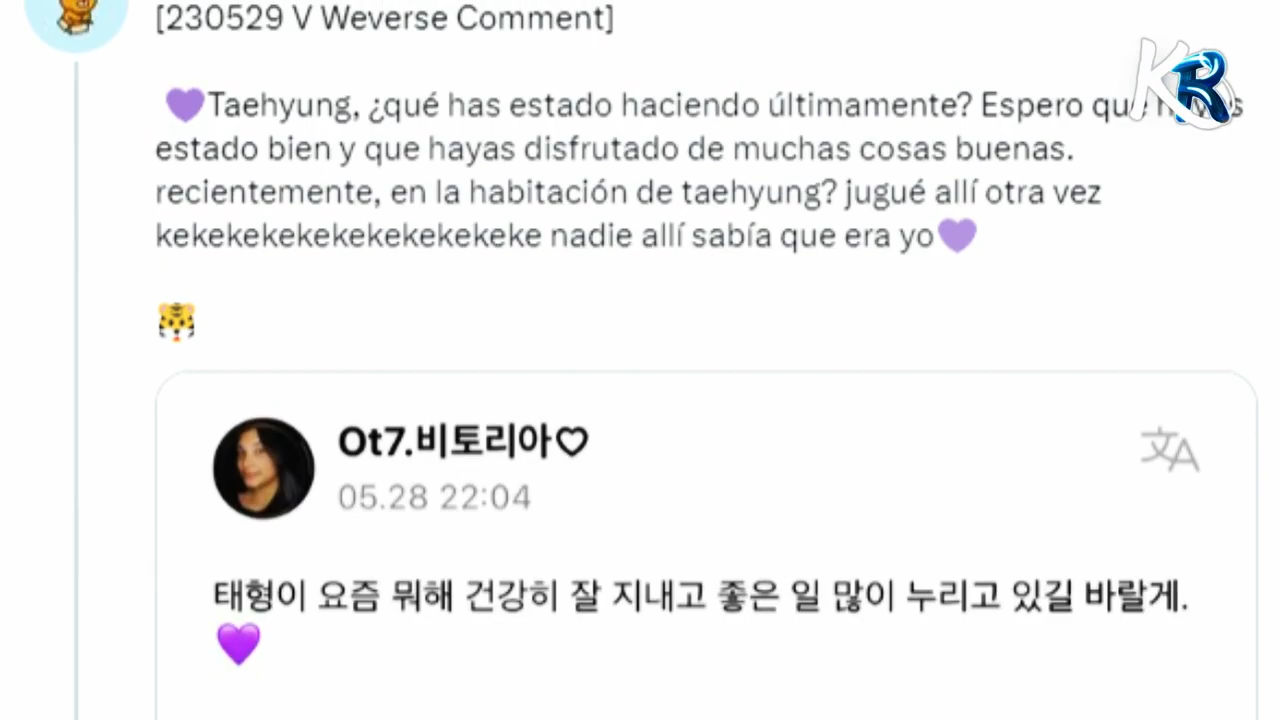 [230529 V Weverse Comment]
💜Taehyung, ¿qué has estado haciendo últimamente? Espero que
estado bien y que hayas disfrutado de muchas cosas buenas.
recientemente, en la habitación de taehyung? jugué allí otra vez
kekekekekekekekekekeke nadie allí sabía que era yo💜
🐯
Ot7.비토리아♡
05.28 22:04
태형이 요즘 뭐해 건강히 잘 지내고 좋은 일 많이 누리고 있길 바랄게.
💜
KR